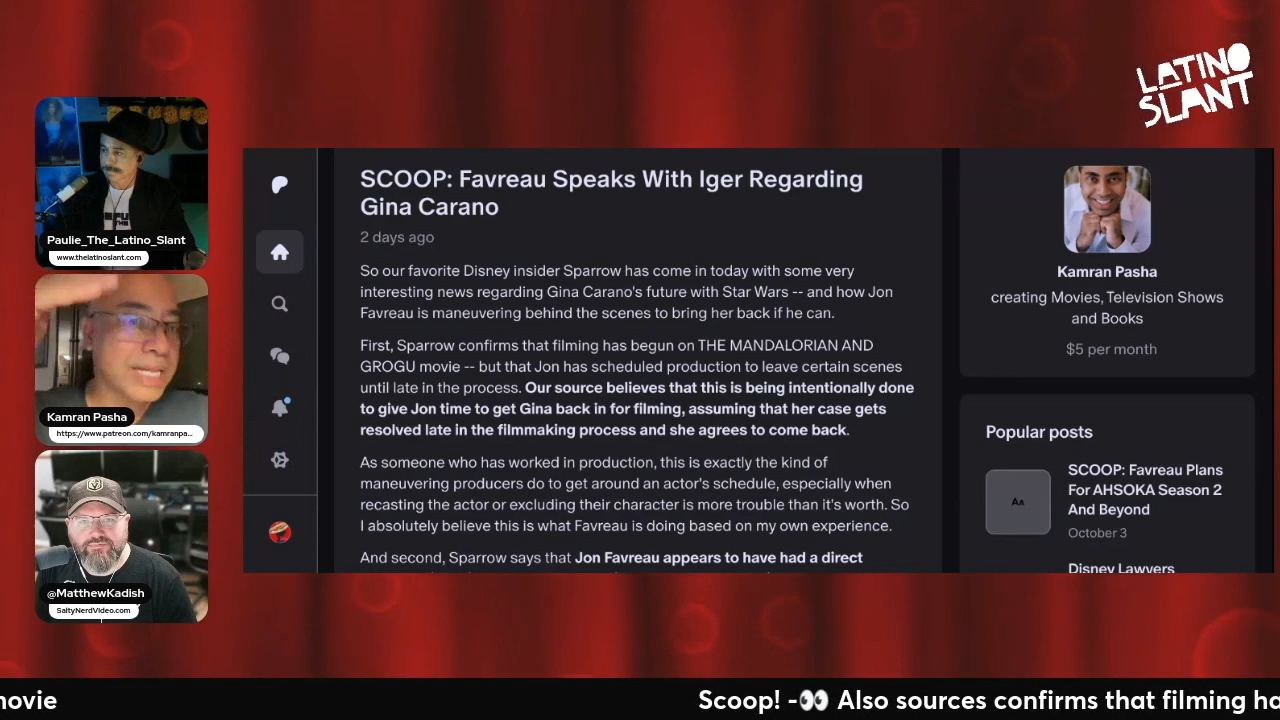 LATINO
SLANT
Paulie_The_Latino_Slant
www.thelatinoslant.com
Kamran Pasha
https://www.patreon.com/kamranpa...
@MatthewKadish
SaltyNerdVideo.com
SCOOP: Favreau Speaks With Iger Regarding
Gina Carano
2 days ago
So our favorite Disney insider Sparrow has come in today with some very
interesting news regarding Gina Carano's future with Star Wars -- and how Jon
Favreau is maneuvering behind the scenes to bring her back if he can.
First, Sparrow confirms that filming has begun on THE MANDALORIAN AND
GROGU movie -- but that Jon has scheduled production to leave certain scenes
until late in the process. Our source believes that this is being intentionally done
to give Jon time to get Gina back in for filming, assuming that her case gets
resolved late in the filmmaking process and she agrees to come back.
As someone who has worked in production, this is exactly the kind of
maneuvering producers do to get around an actor's schedule, especially when
recasting the actor or excluding their character is more trouble than it's worth. So
I absolutely believe this is what Favreau is doing based on my own experience.
And second, Sparrow says that Jon Favreau appears to have had a direct
Kamran Pasha
creating Movies, Television Shows
and Books
$5 per month
Popular posts
Aa
SCOOP: Favreau Plans
For AHSOKA Season 2
And Beyond
October 3
Disney Lawyers
movie
Scoop! -👀 Also sources confirms that filming ha